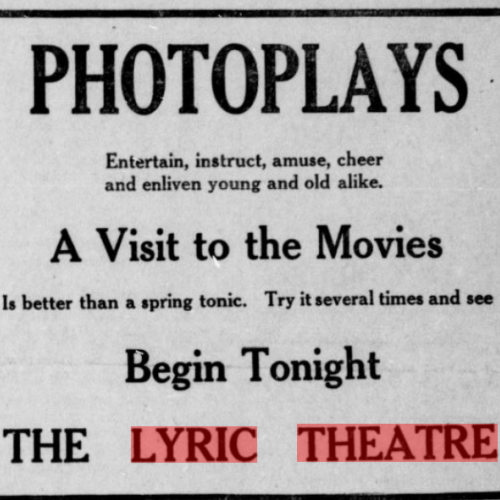 PHOTOPLAYS
Entertain, instruct, amuse, cheer
and enliven young and old alike.
A Visit to the Movies
Is better than a spring tonic. Try it several times and see
Begin Tonight
THE LYRIC THEATRE